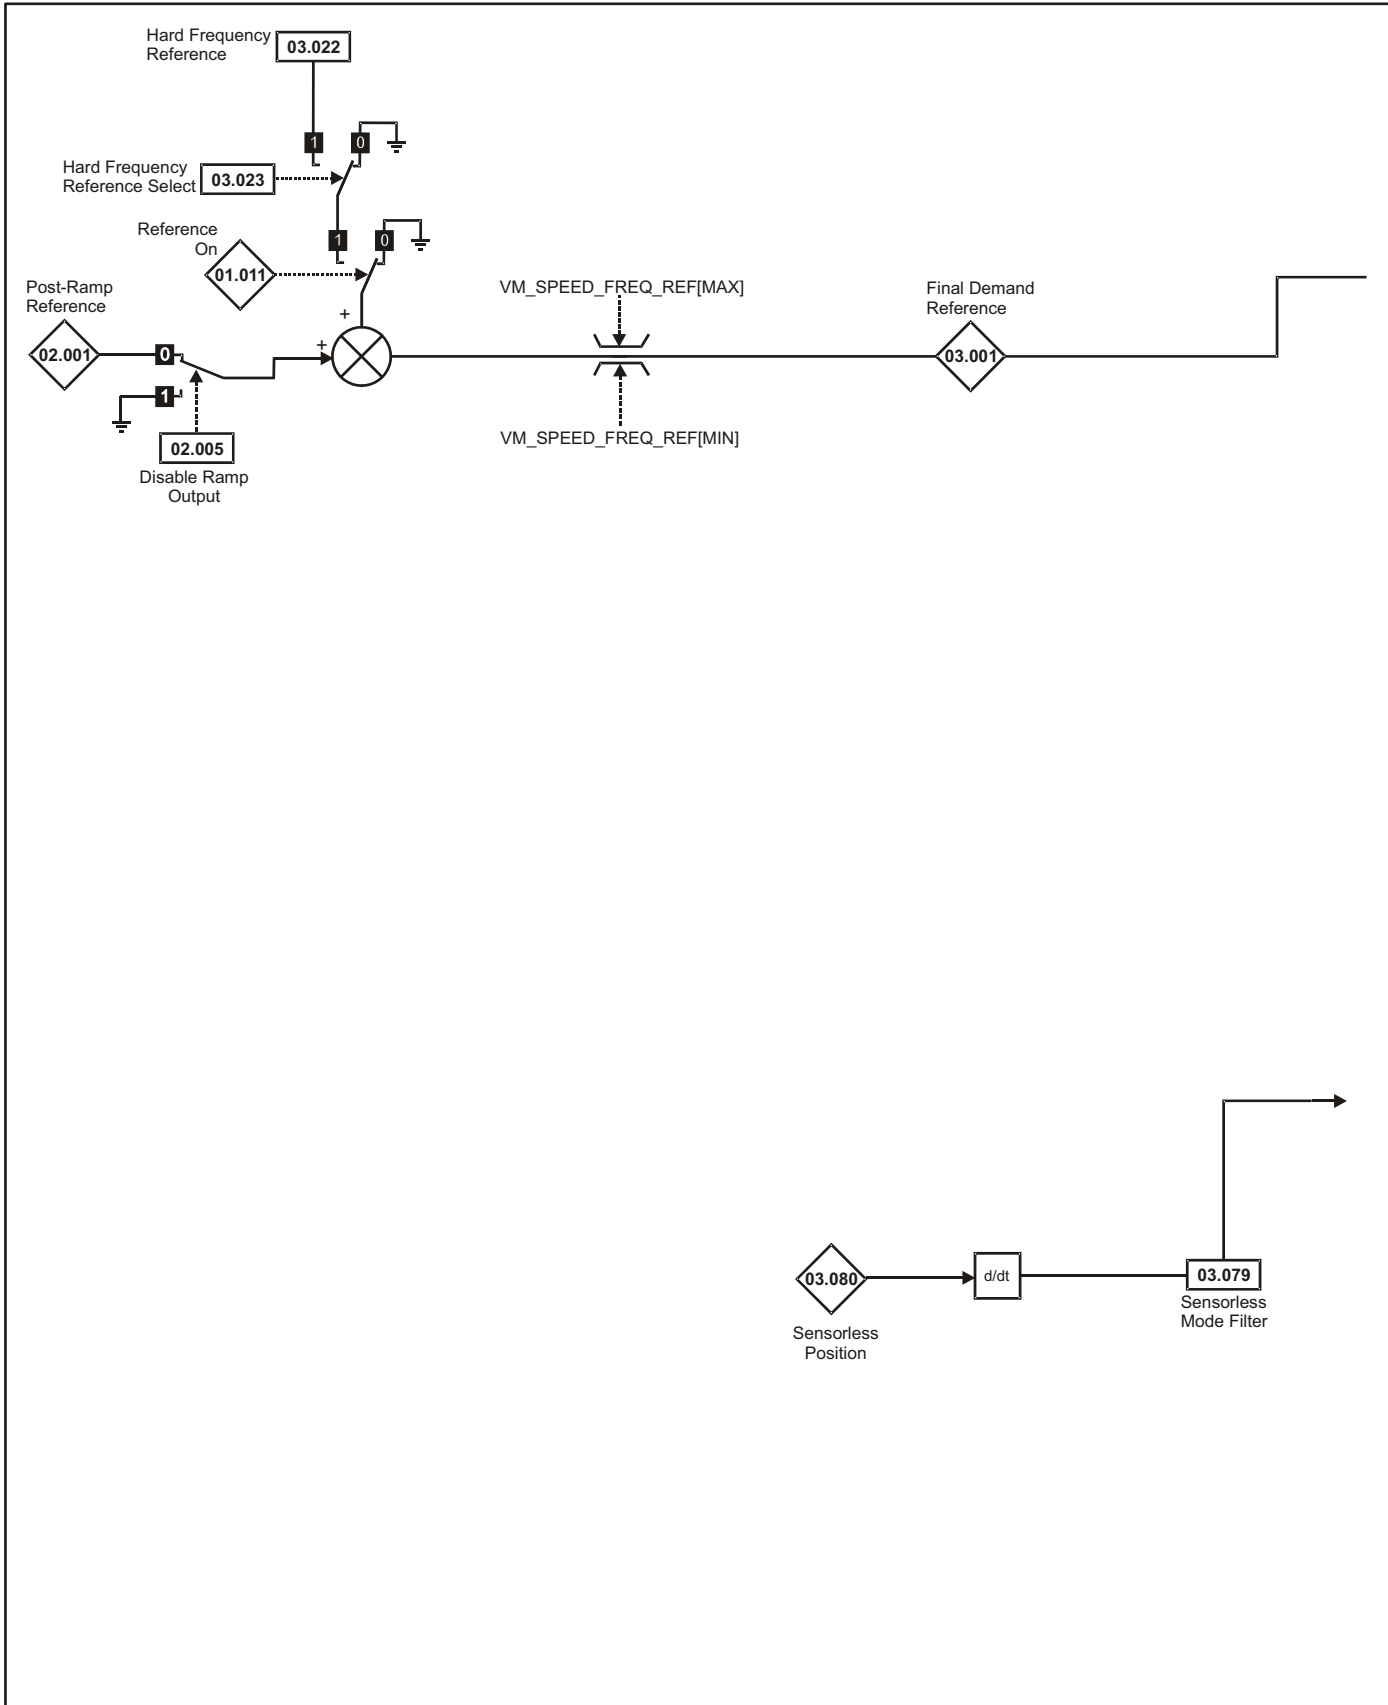 Hard Frequency
Reference
03.022
1
0
Hard Frequency
Reference Select
03.023
1
0
Reference
On
01.011
Post-Ramp
Reference
02.001
0
1
02.005
Disable Ramp
Output
+
+
VM_SPEED_FREQ_REF[MAX]
VM_SPEED_FREQ_REF[MIN]
Final Demand
Reference
03.001
03.080
Sensorless
Position
d/dt
03.079
Sensorless
Mode Filter